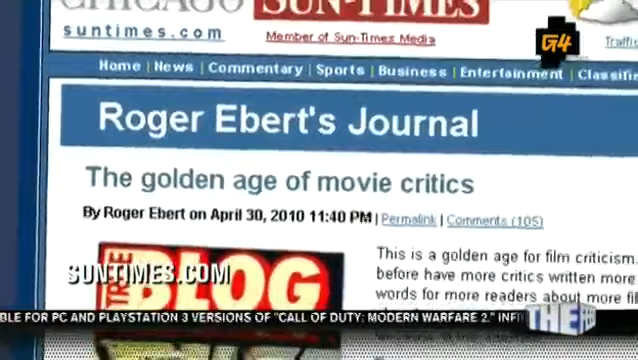 CHICAGO SUN-TIMES
suntimes.com
Member of Sun-Times Media
G4
Traffic
Home | News | Commentary | Sports | Business | Entertainment | Classifi
Roger Ebert's Journal
The golden age of movie critics
By Roger Ebert on April 30, 2010 11:40 PM | Permalink | Comments (105)
This is a golden age for film criticism.
before have more critics written more
words for more readers about more fil
BLOG
SUNTIMES.COM
BLE FOR PC AND PLAYSTATION 3 VERSIONS OF "CALL OF DUTY: MODERN WARFARE 2." INF
THE